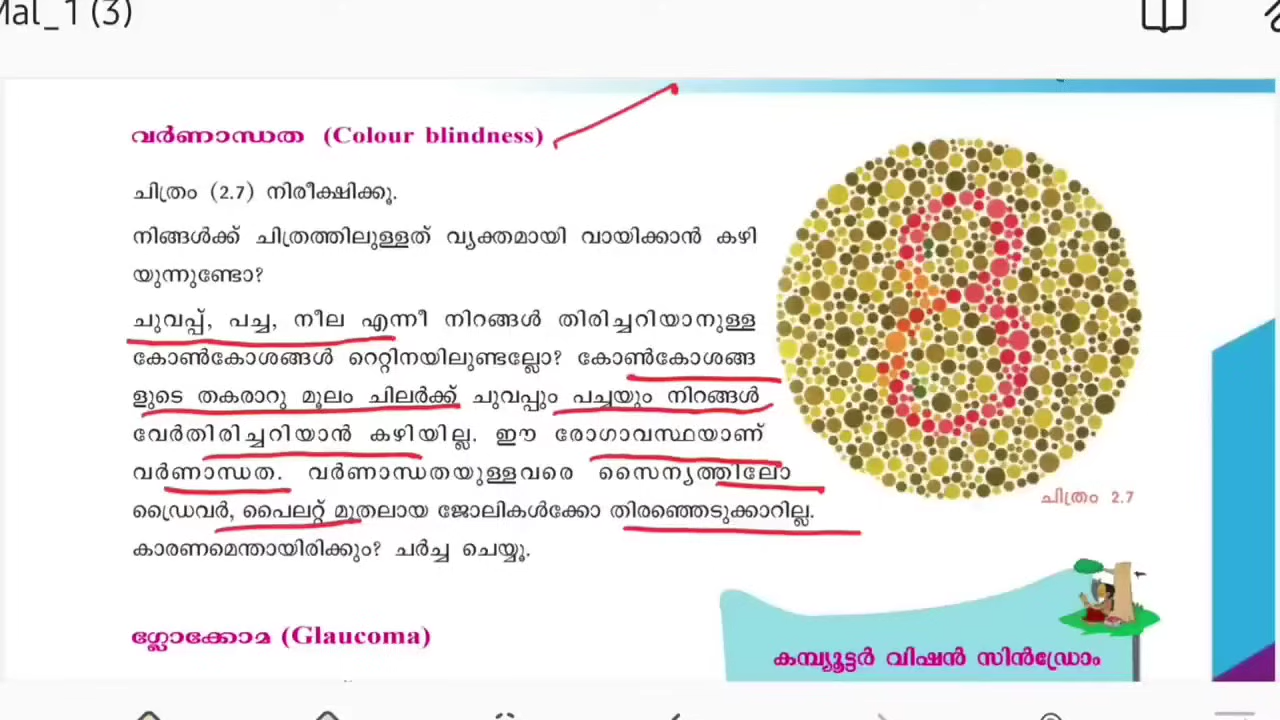 Mal_1 (3)
വർണാന്ധത (Colour blindness)
ചിത്രം (2.7) നിരീക്ഷിക്കൂ.
നിങ്ങൾക്ക് ചിത്രത്തിലുള്ളത് വ്യക്തമായി വായിക്കാൻ കഴി
യുന്നുണ്ടോ?
ചുവപ്പ്, പച്ച, നീല എന്നീ നിറങ്ങൾ തിരിച്ചറിയാനുള്ള
കോൺകോശങ്ങൾ റെറ്റിനയിലുണ്ടല്ലോ? കോൺകോശങ്ങ
ളുടെ തകരാറു മൂലം ചിലർക്ക് ചുവപ്പും പച്ചയും നിറങ്ങൾ
വേർതിരിച്ചറിയാൻ കഴിയില്ല. ഈ രോഗാവസ്ഥയാണ്
വർണാന്ധത. വർണാന്ധതയുള്ളവരെ സൈന്യത്തിലോ
ഡ്രൈവർ, പൈലറ്റ് മുതലായ ജോലികൾക്കോ തിരഞ്ഞെടുക്കാറില്ല.
കാരണമെന്തായിരിക്കും? ചർച്ച ചെയ്യൂ.
8
ചിത്രം 2.7
ഗ്ലോക്കോമ (Glaucoma)
കമ്പ്യൂട്ടർ വിഷൻ സിൻഡ്രോം